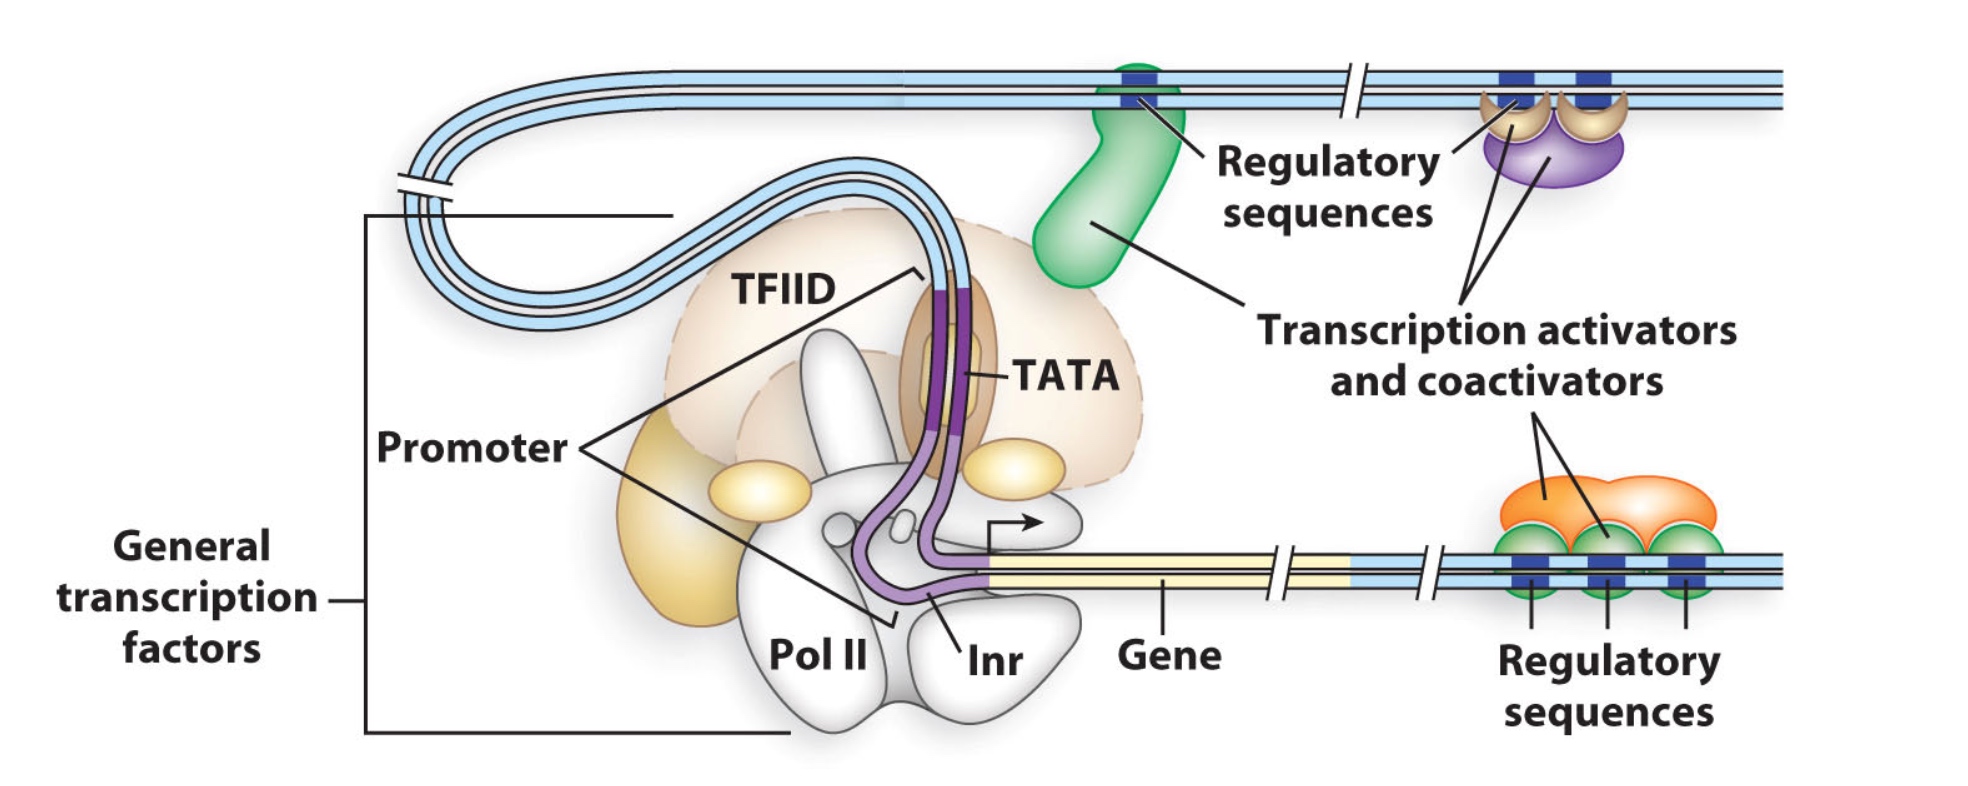 Regulatory
sequences
TFIID
Transcription activators
and coactivators
TATA
Promoter
General
transcription
factors
Pol II
Inr
Gene
Regulatory
sequences